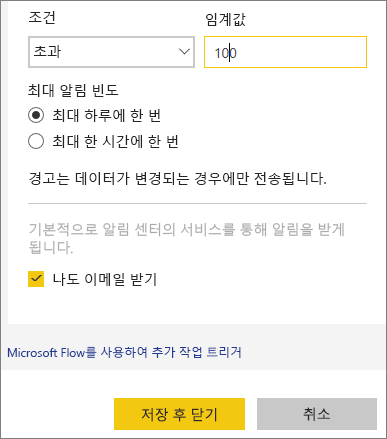 조건 임계값
초과 100
최대 알림 빈도
최대 하루에 한 번
최대 한 시간에 한 번
경고는 데이터가 변경되는 경우에만 전송됩니다.
기본적으로 알림 센터의 서비스를 통해 알림을 받게
됩니다.
나도 이메일 받기
Microsoft Flow를 사용하여 추가 작업 트리거
저장 후 닫기 취소